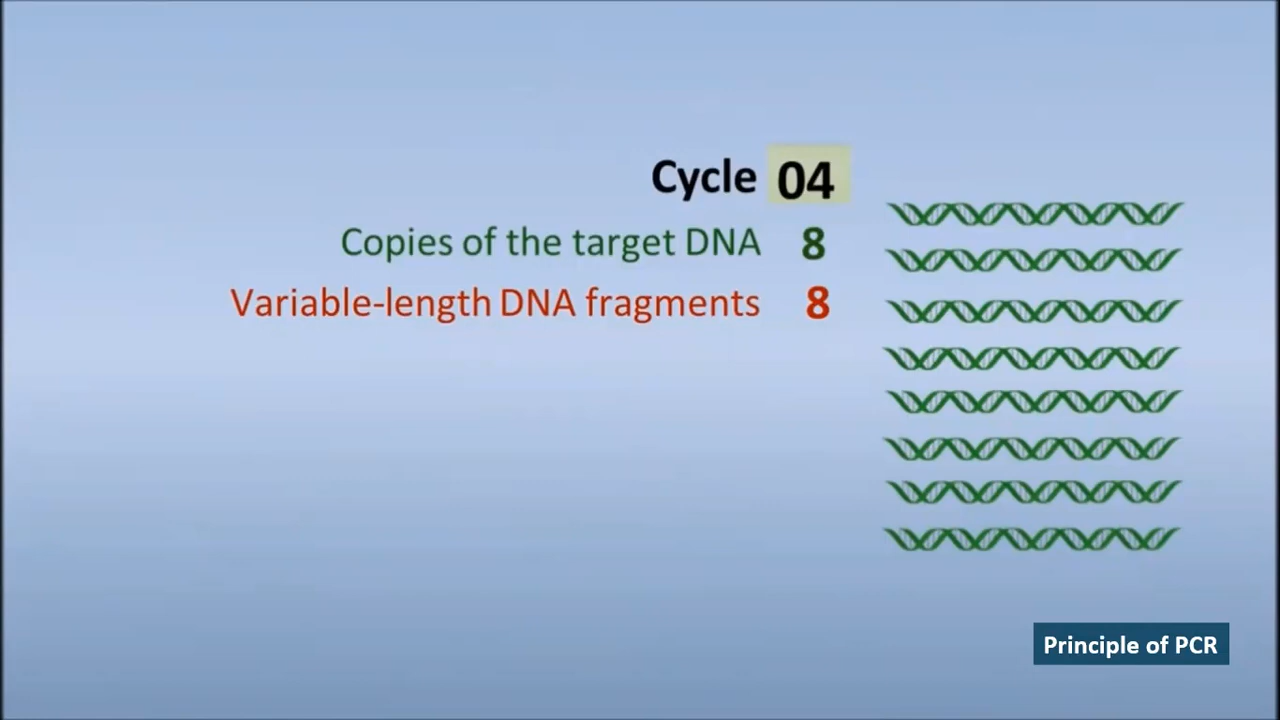 Cycle 04
Copies of the target DNA 8
Variable-length DNA fragments 8
Principle of PCR